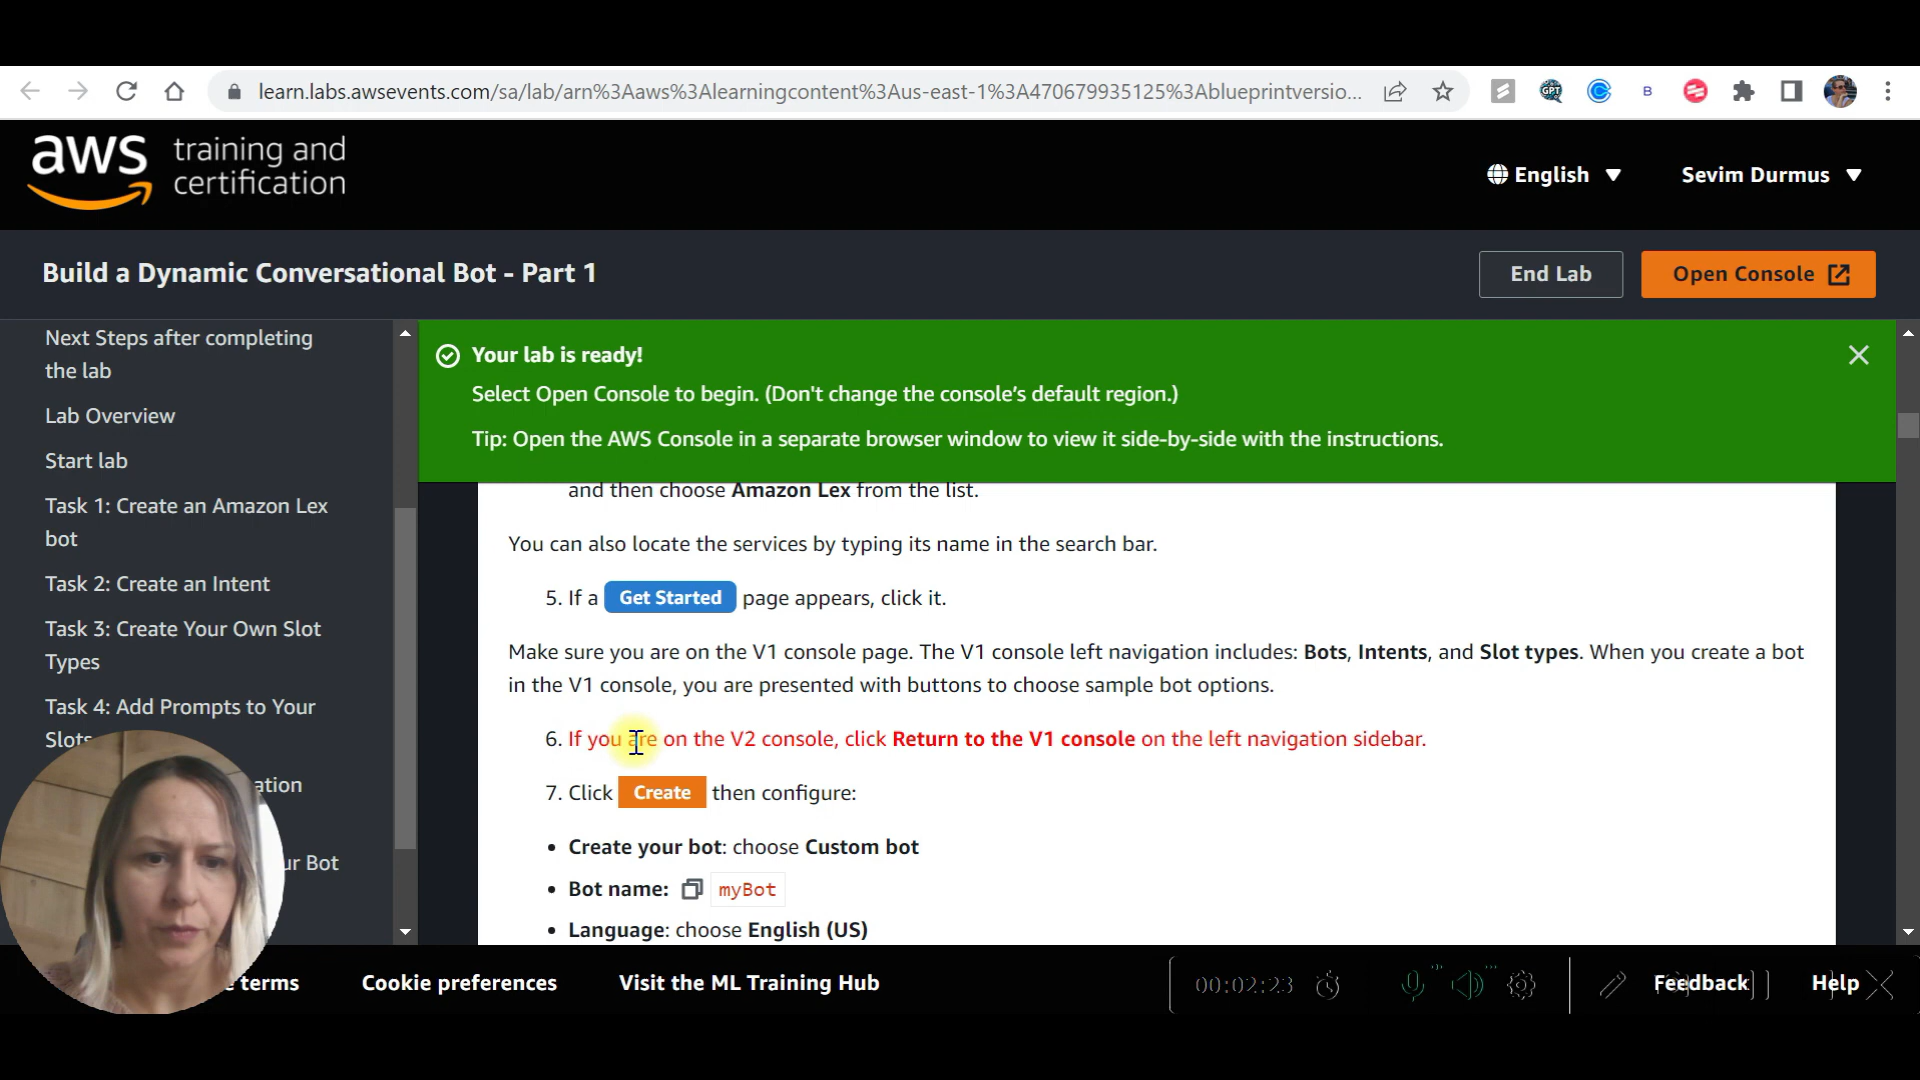 learn.labs.awsevents.com/sa/lab/arn%3Aaws%3Alearningcontent%3Aus-east-1%3A470679935125%3Ablueprintversio...
GPT
B
aws training and certification
English
Sevim Durmus
Build a Dynamic Conversational Bot - Part 1
End Lab
Open Console
Next Steps after completing
the lab
Lab Overview
Start lab
Task 1: Create an Amazon Lex
bot
Task 2: Create an Intent
Task 3: Create Your Own Slot
Types
Task 4: Add Prompts to Your
Slots
ation
ur Bot
Your lab is ready!
Select Open Console to begin. (Don't change the console's default region.)
Tip: Open the AWS Console in a separate browser window to view it side-by-side with the instructions.
and then choose Amazon Lex from the list.
You can also locate the services by typing its name in the search bar.
5. If a Get Started page appears, click it.
Make sure you are on the V1 console page. The V1 console left navigation includes: Bots, Intents, and Slot types. When you create a bot
in the V1 console, you are presented with buttons to choose sample bot options.
6. If you are on the V2 console, click Return to the V1 console on the left navigation sidebar.
7. Click Create then configure:
• Create your bot: choose Custom bot
• Bot name: myBot
• Language: choose English (US)
e terms
Cookie preferences
Visit the ML Training Hub
00:02:23
Feedback
Help